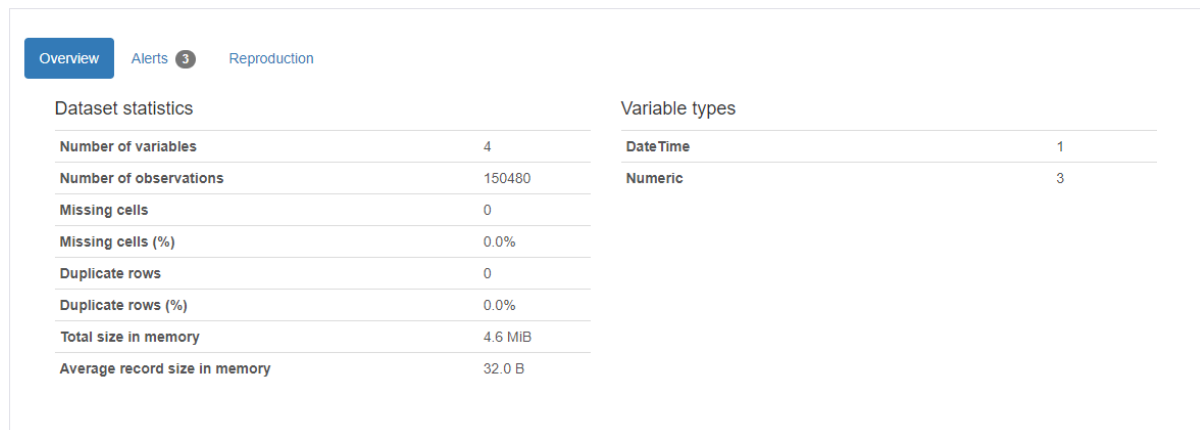 Overview Alerts 3 Reproduction
Dataset statistics
Number of variables 4
Number of observations 150480
Missing cells 0
Missing cells (%) 0.0%
Duplicate rows 0
Duplicate rows (%) 0.0%
Total size in memory 4.6 MiB
Average record size in memory 32.0 B
Variable types
DateTime 1
Numeric 3